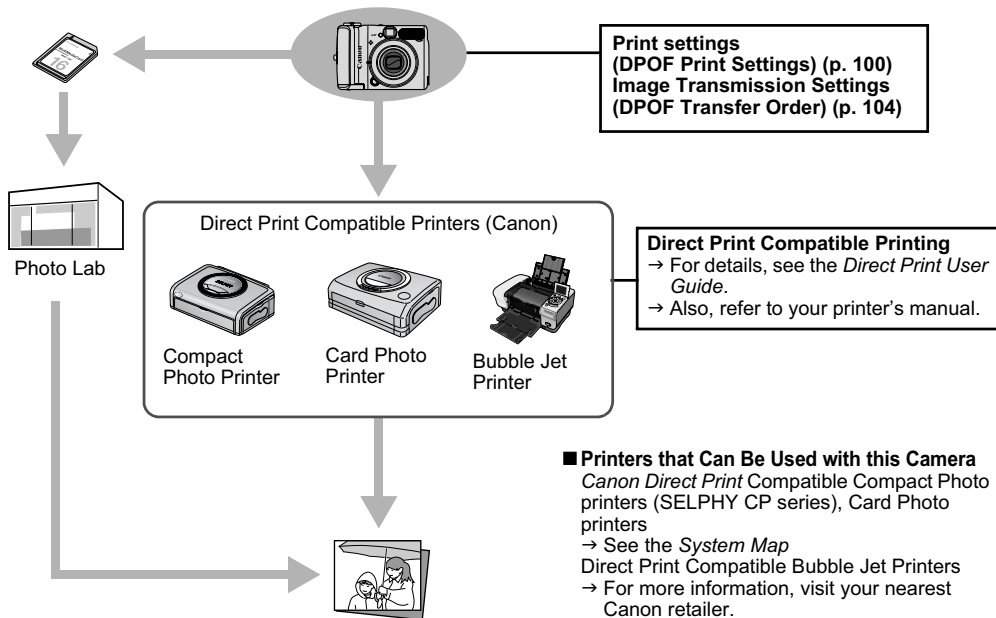 16
Canon
Print settings
(DPOF Print Settings) (p. 100)
Image Transmission Settings
(DPOF Transfer Order) (p. 104)
Photo Lab
Direct Print Compatible Printers (Canon)
Compact
Photo Printer
Card Photo
Printer
Bubble Jet
Printer
Direct Print Compatible Printing
→ For details, see the Direct Print User
Guide.
→ Also, refer to your printer's manual.
■ Printers that Can Be Used with this Camera
Canon Direct Print Compatible Compact Photo
printers (SELPHY CP series), Card Photo
printers
→ See the System Map
Direct Print Compatible Bubble Jet Printers
→ For more information, visit your nearest
Canon retailer.